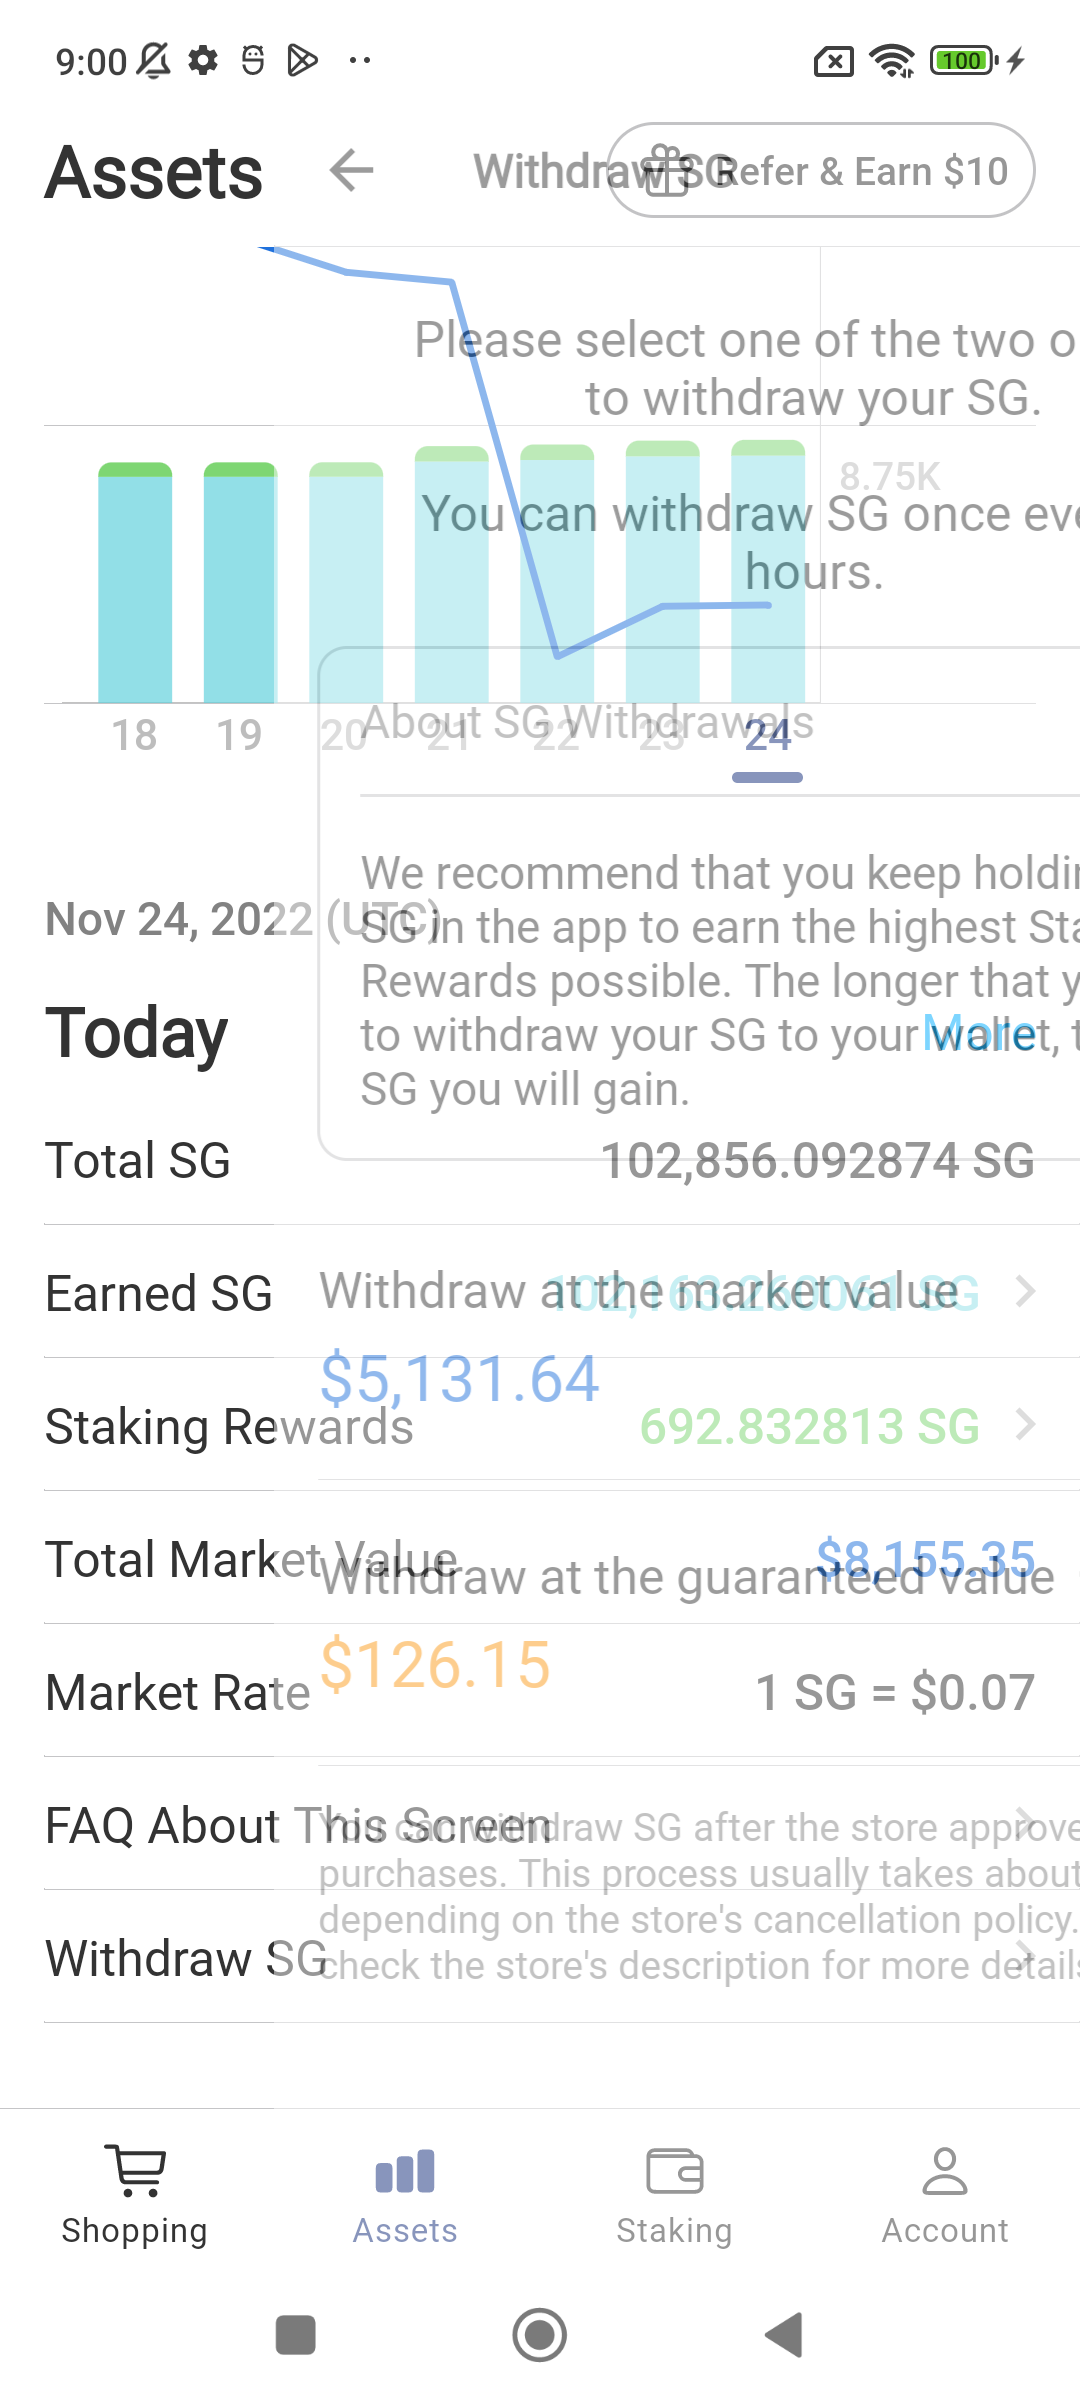 9:00
100
Assets
Withdraw SG
Refer & Earn $10
Please select one of the two o
to withdraw your SG.
8.75K
You can withdraw SG once eve
hours.
18 19 20 21 22 23 24
About SG Withdrawals
We recommend that you keep holdin
Nov 24, 2022 (UTC)
SG in the app to earn the highest Sta
Rewards possible. The longer that y
Today
More
to withdraw your SG to your wallet, t
SG you will gain.
Total SG
102,856.092874 SG
Earned SG
102,163.260061 SG
Withdraw at the market value
$5,131.64
Staking Rewards
692.832813 SG
Total Market Value
$8,155.35
Withdraw at the guaranteed value
$126.15
Market Rate
1 SG = $0.07
FAQ About This Screen
You can withdraw SG after the store approve
purchases. This process usually takes about
depending on the store's cancellation policy.
Withdraw SG
check the store's description for more details
Shopping
Assets
Staking
Account